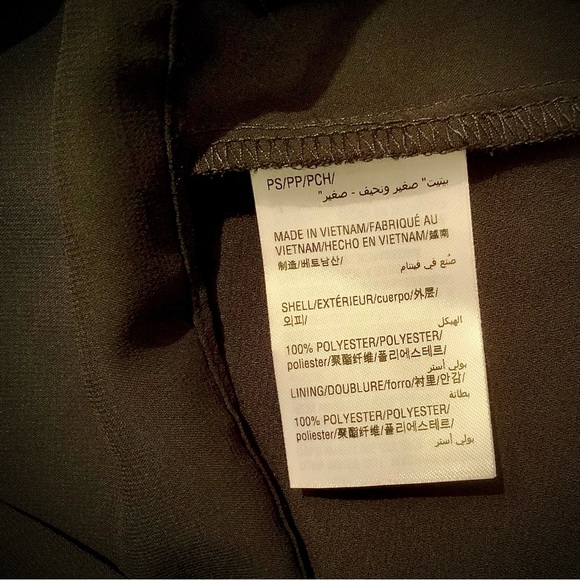 PS/PP/PCH/
بيتيت" صغير ونحيف - صغير"
MADE IN VIETNAM/FABRIQUÉ AU
VIETNAM/HECHO EN VIETNAM/越南
制造/베트남산/
صُنع في فيتنام
SHELL/EXTÉRIEUR/cuerpo/外层/
외피/
الهيكل
100% POLYESTER/POLYESTER/
poliester/聚酯纤维/폴리에스테르/
بولي أستر
LINING/DOUBLURE/forro/衬里/안감/
بطانة
100% POLYESTER/POLYESTER/
poliester/聚酯纤维/폴리에스테르/
بولي أستر